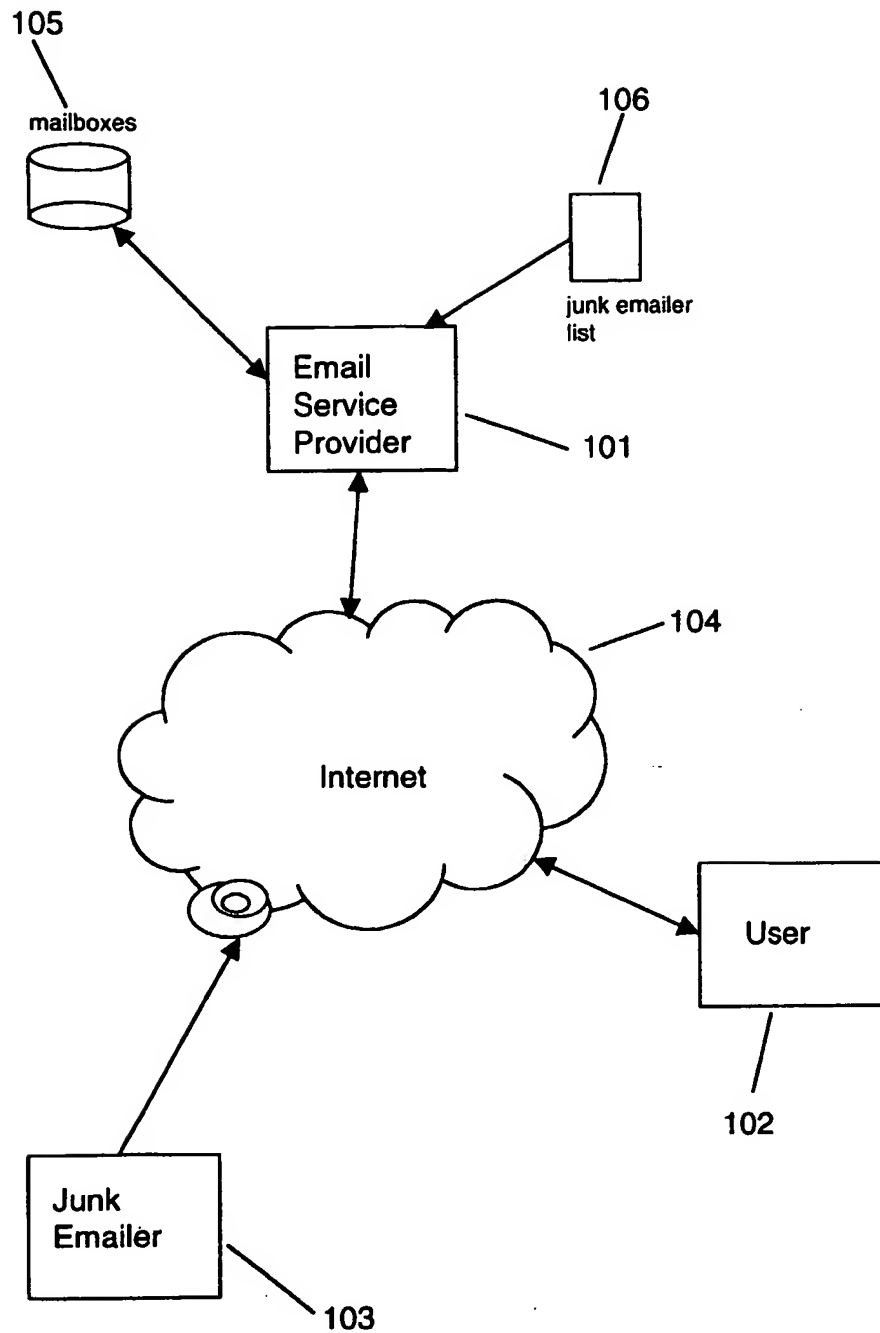 105
mailboxes
106
junk emailer
list
Email
Service
Provider
101
104
Internet
User
102
Junk
Emailer
103